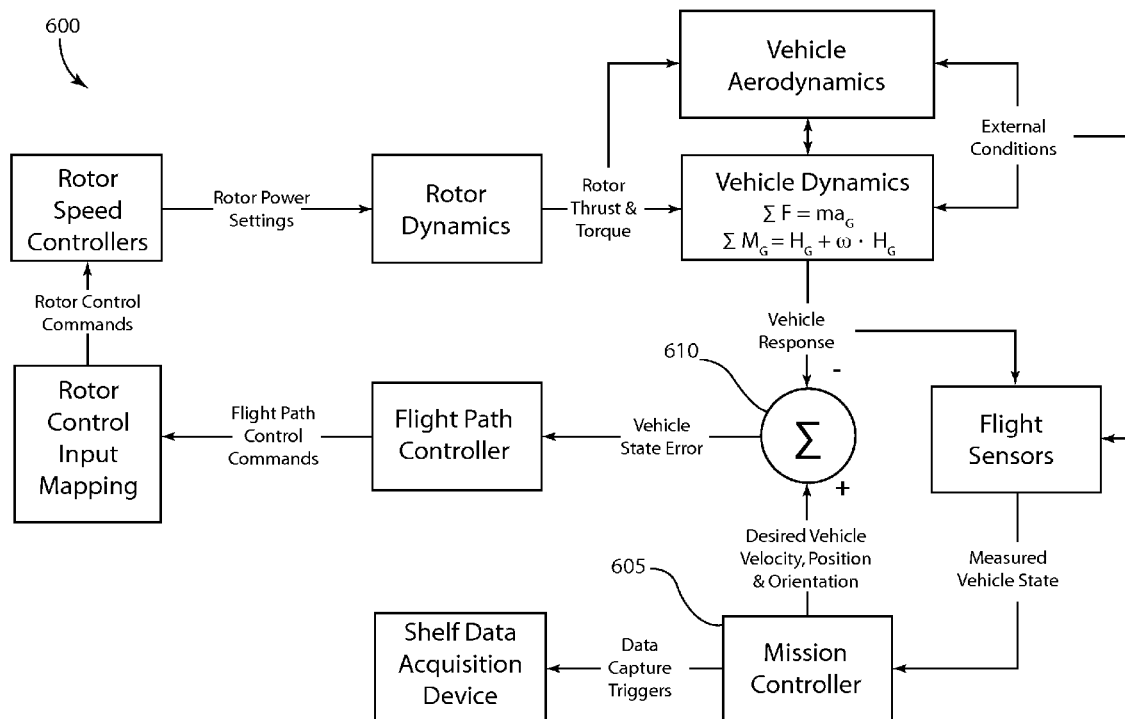 600
Vehicle
Aerodynamics
External
Conditions
Rotor
Speed
Controllers
Rotor Power
Settings
Rotor
Dynamics
Rotor
Thrust &
Torque
Vehicle Dynamics
∑ F = ma_G
∑ M_G = H_G + ω · H_G
Rotor Control
Commands
Vehicle
Response
610
-
Rotor
Control
Input
Mapping
Flight Path
Control
Commands
Flight Path
Controller
Vehicle
State Error
∑
+
Flight
Sensors
Desired Vehicle
Velocity, Position
& Orientation
Measured
Vehicle State
605
Shelf Data
Acquisition
Device
Data
Capture
Triggers
Mission
Controller